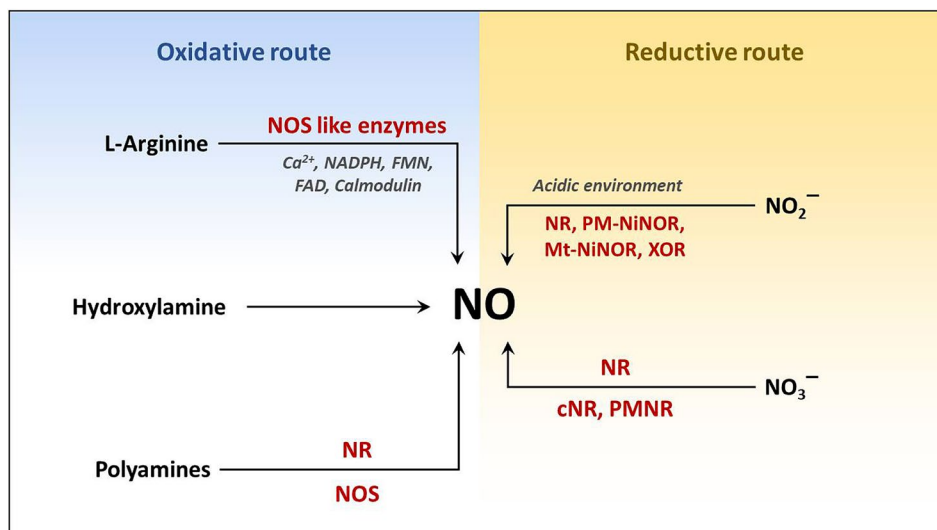 Oxidative route
Reductive route
NOS like enzymes
L-Arginine
Ca²⁺, NADPH, FMN,
FAD, Calmodulin
Acidic environment
NO₂⁻
NR, PM-NiNOR,
Mt-NiNOR, XOR
Hydroxylamine
NO
NR
NO₃⁻
cNR, PMNR
NR
Polyamines
NOS